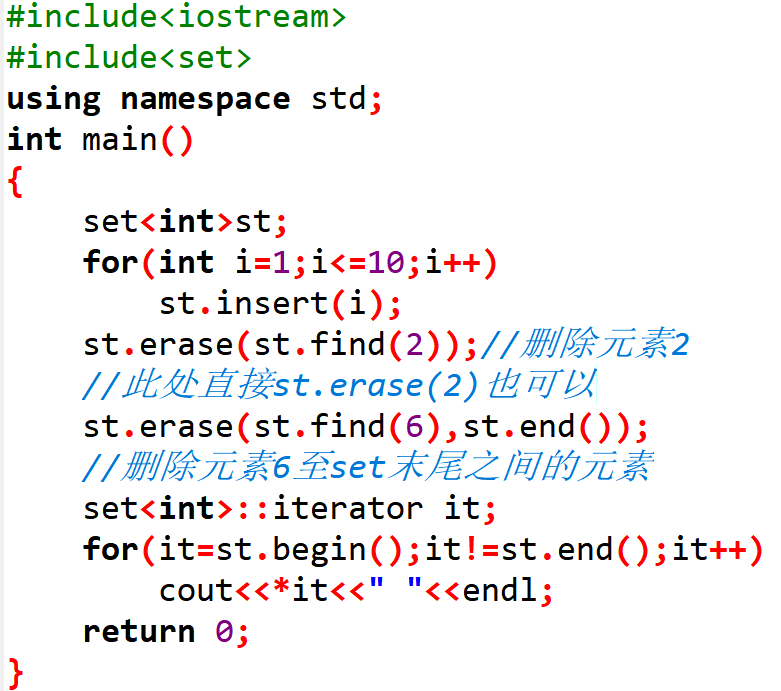 #include<iostream>
#include<set>
using namespace std;
int main()
{
    set<int>st;
    for(int i=1;i<=10;i++)
        st.insert(i);
    st.erase(st.find(2));//删除元素2
    //此处直接st.erase(2)也可以
    st.erase(st.find(6),st.end());
    //删除元素6至set末尾之间的元素
    set<int>::iterator it;
    for(it=st.begin();it!=st.end();it++)
        cout<<*it<<" "<<endl;
    return 0;
}